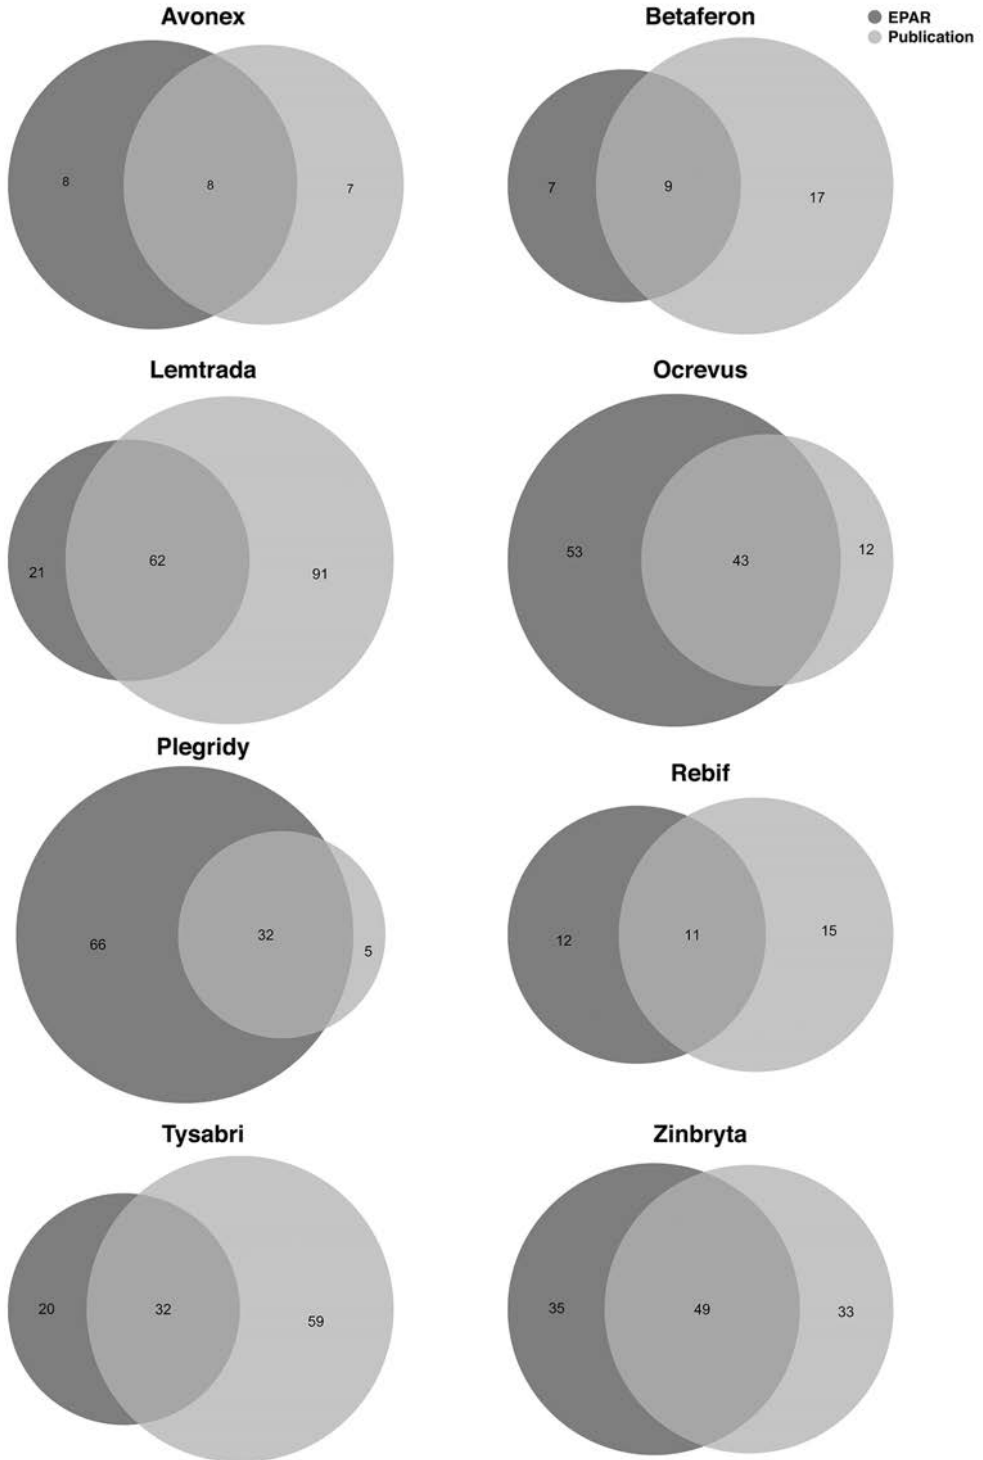 Avonex
Betaferon
EPAR
Publication
8
8
7
7
9
17
Lemtrada
Ocrevus
21
62
91
53
43
12
Plegridy
Rebif
66
32
5
12
11
15
Tysabri
Zinbryta
20
32
59
35
49
33